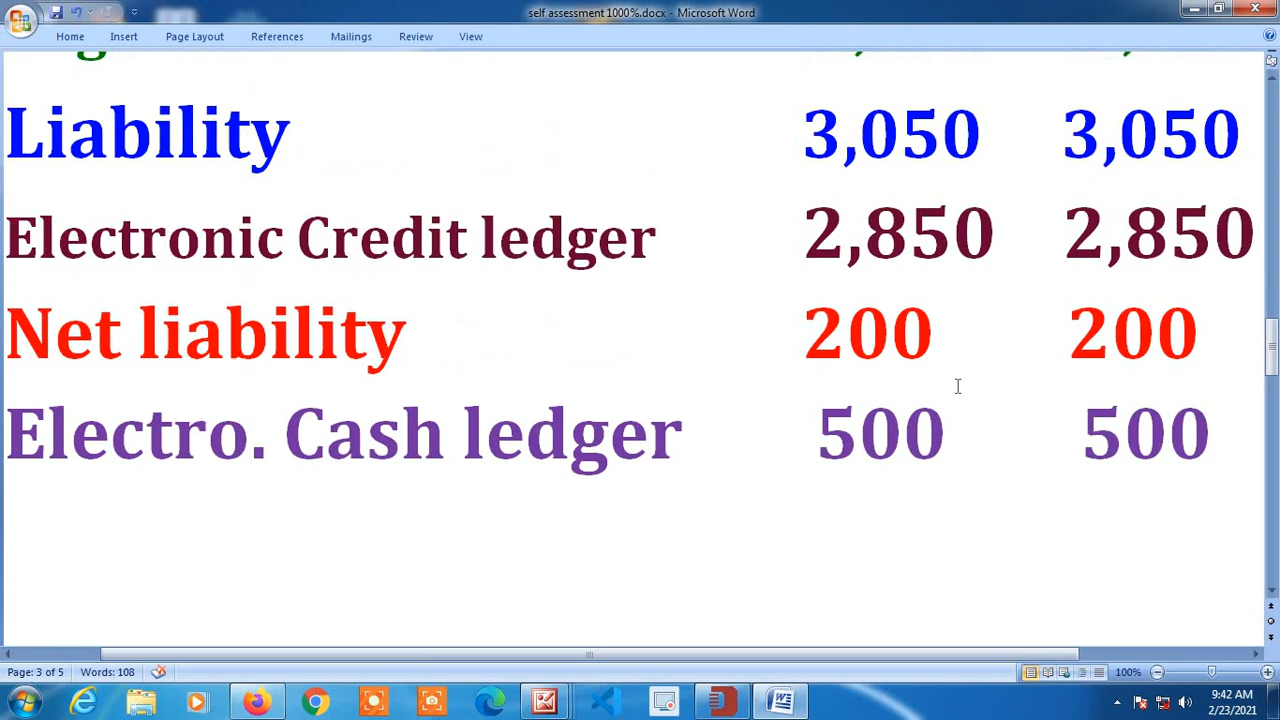 self assessment 1000%.docx - Microsoft Word
Home Insert Page Layout References Mailings Review View
Liability 3,050 3,050
Electronic Credit ledger 2,850 2,850
Net liability 200 200
Electro. Cash ledger 500 500
Page: 3 of 5 Words: 108 100%
9:42 AM
2/23/2021